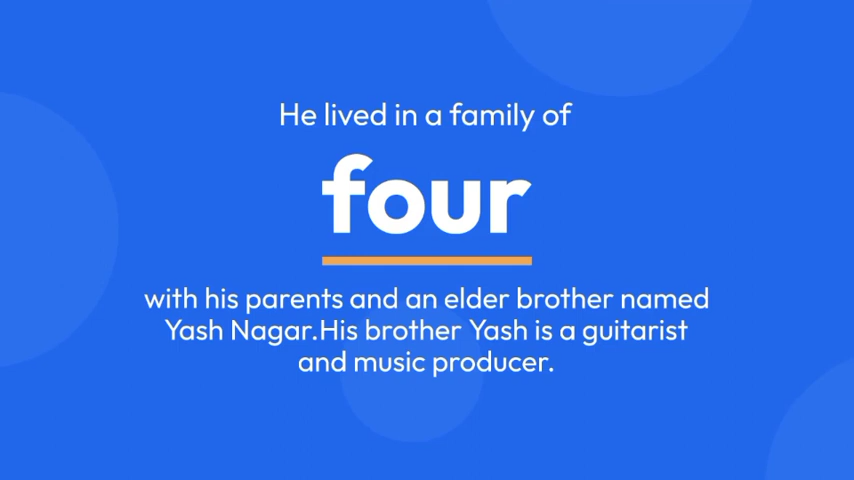 He lived in a family of
four
with his parents and an elder brother named
Yash Nagar.His brother Yash is a guitarist
and music producer.